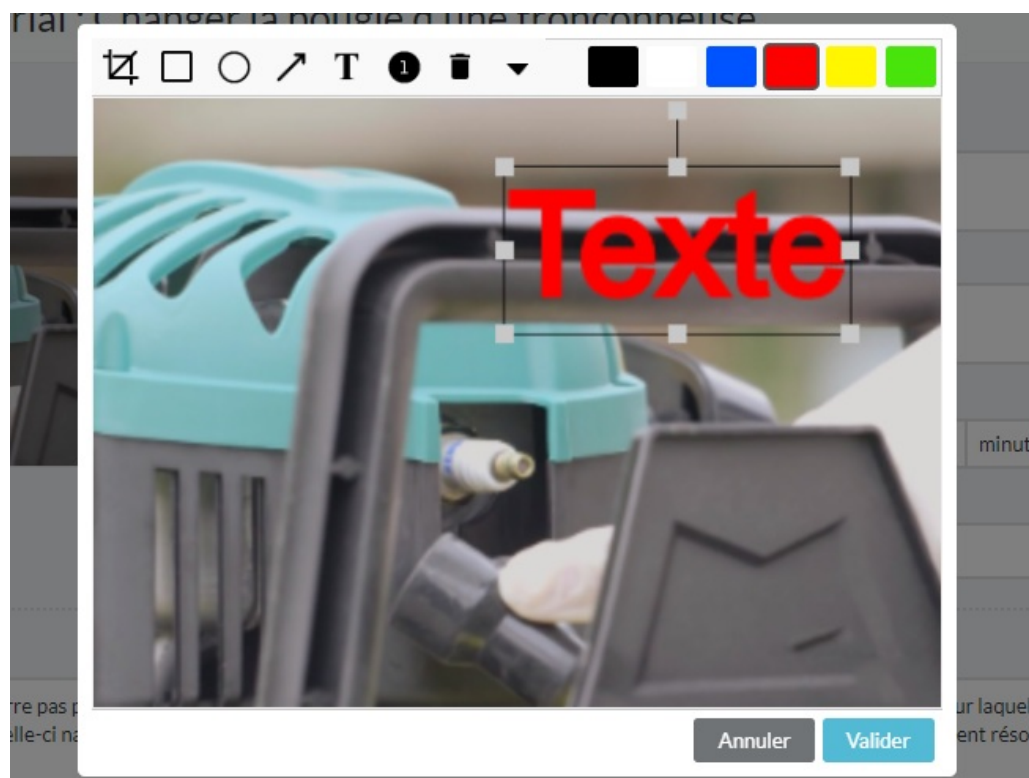 rial : Changer la bougie d'une tronçonneuse
T 1
Texte
minut
rre pas p
ur laquel
elle-ci na
ent réso
Annuler Valider